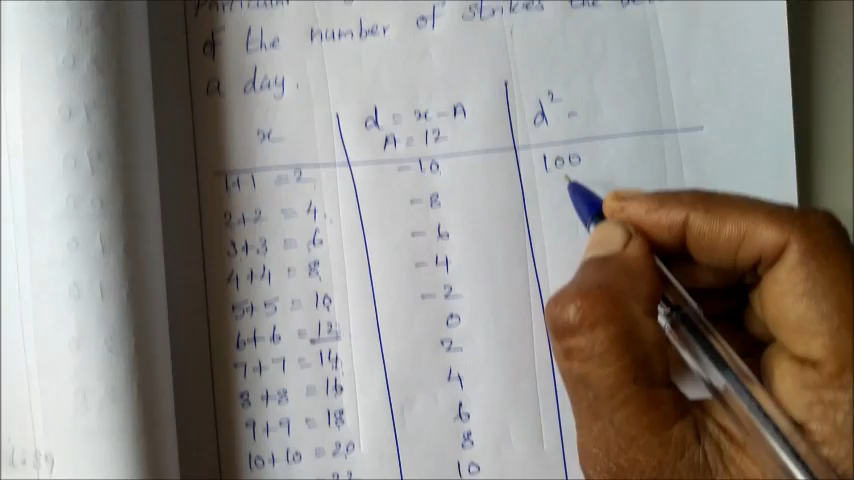 of the number of strikes the
a day.
x | d = x - A | d² =
A = 12
1+1 = 2 | -10 | 100
2+2 = 4 | -8
3+3 = 6 | -6
4+4 = 8 | -4
5+5 = 10 | -2
6+6 = 12 | 0
7+7 = 14 | 2
8+8 = 16 | 4
9+9 = 18 | 6
10+10 = 20 | 8
22 | 10